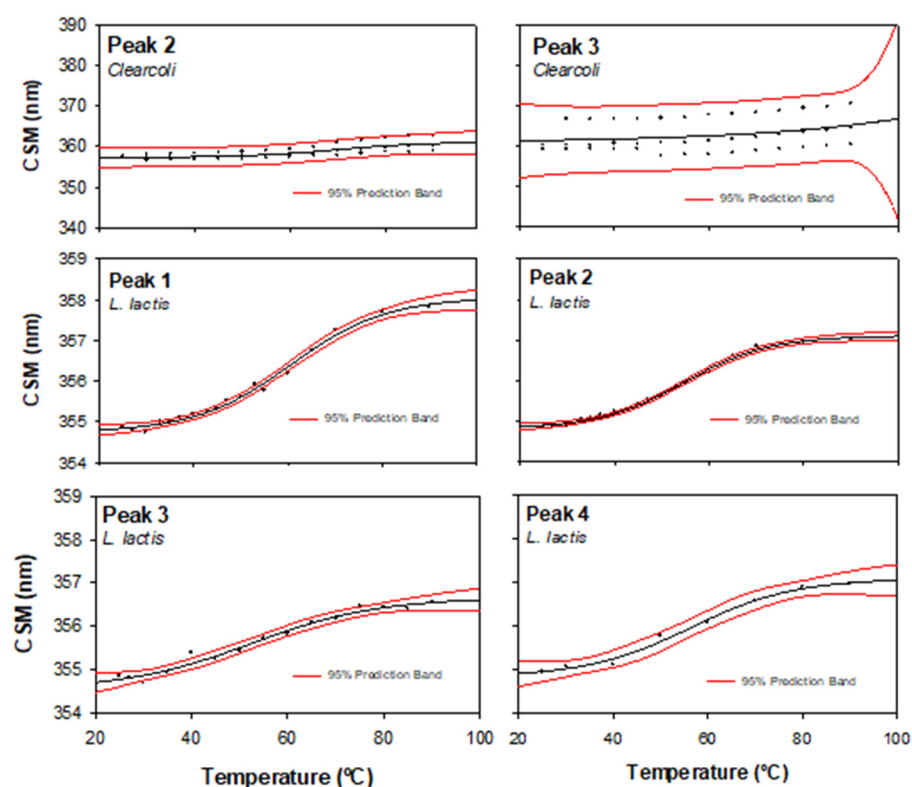 390
380
370
360
350
340
CSM (nm)
Peak 2
Clearcoli
95% Prediction Band
Peak 3
Clearcoli
95% Prediction Band
359
358
357
356
355
354
CSM (nm)
Peak 1
L. lactis
95% Prediction Band
Peak 2
L. lactis
95% Prediction Band
359
358
357
356
355
354
CSM (nm)
Peak 3
L. lactis
95% Prediction Band
Peak 4
L. lactis
95% Prediction Band
20 40 60 80 100
20 40 60 80 100
Temperature (ºC)
Temperature (ºC)